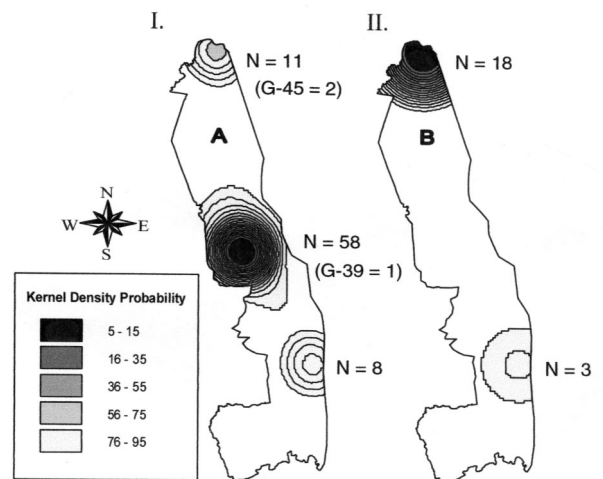 I.
II.
N = 11
(G-45 = 2)
N = 18
A
B
N
W E
S
N = 58
(G-39 = 1)
N = 8
N = 3
Kernel Density Probability
5 - 15
16 - 35
36 - 55
56 - 75
76 - 95